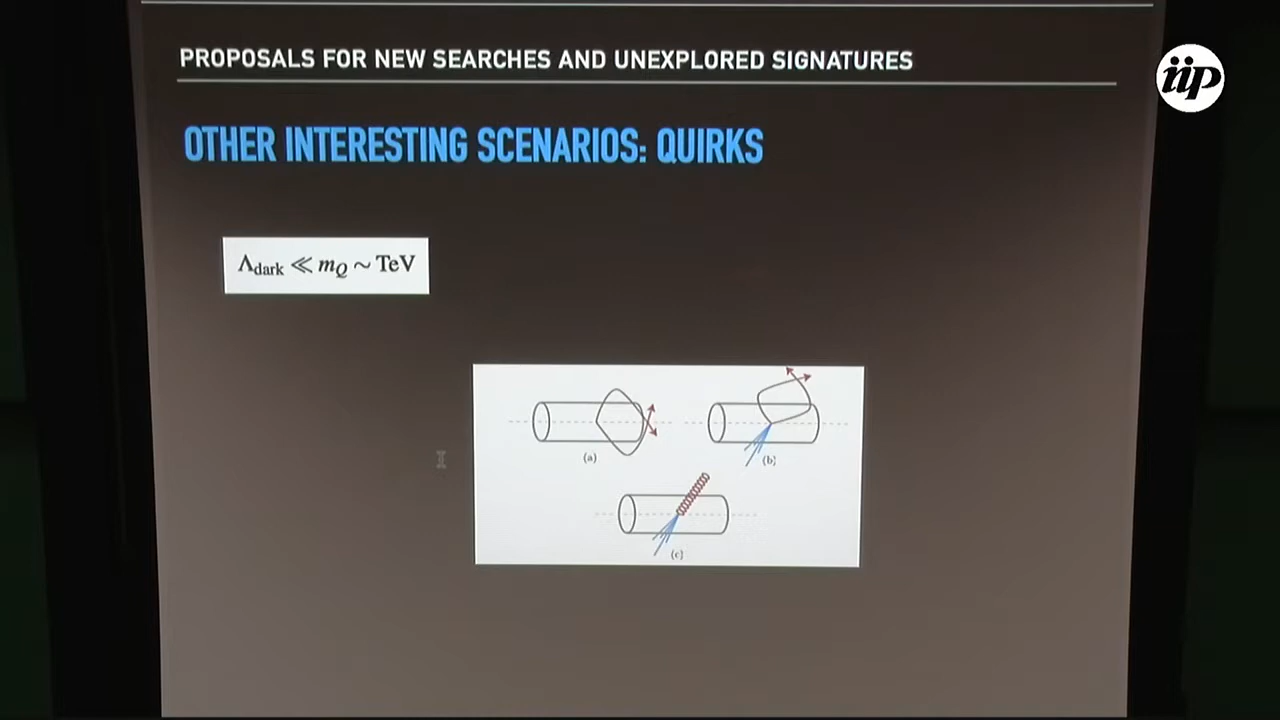 PROPOSALS FOR NEW SEARCHES AND UNEXPLORED SIGNATURES
iip
OTHER INTERESTING SCENARIOS: QUIRKS
Λdark ≪ mQ ~ TeV
(a)
(b)
(c)